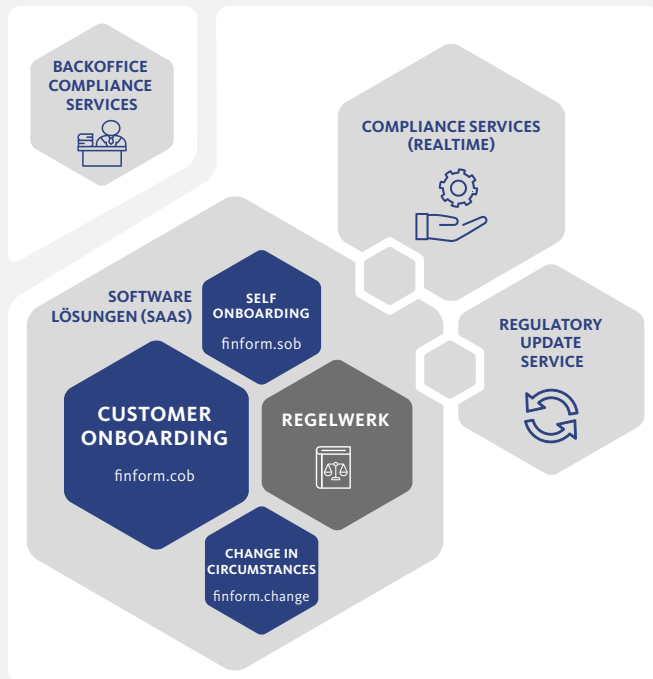 BACKOFFICE
COMPLIANCE
SERVICES
COMPLIANCE SERVICES
(REALTIME)
SOFTWARE
LÖSUNGEN (SAAS)
SELF
ONBOARDING
finform.sob
REGULATORY
UPDATE
SERVICE
CUSTOMER
ONBOARDING
finform.cob
REGELWERK
CHANGE IN
CIRCUMSTANCES
finform.change